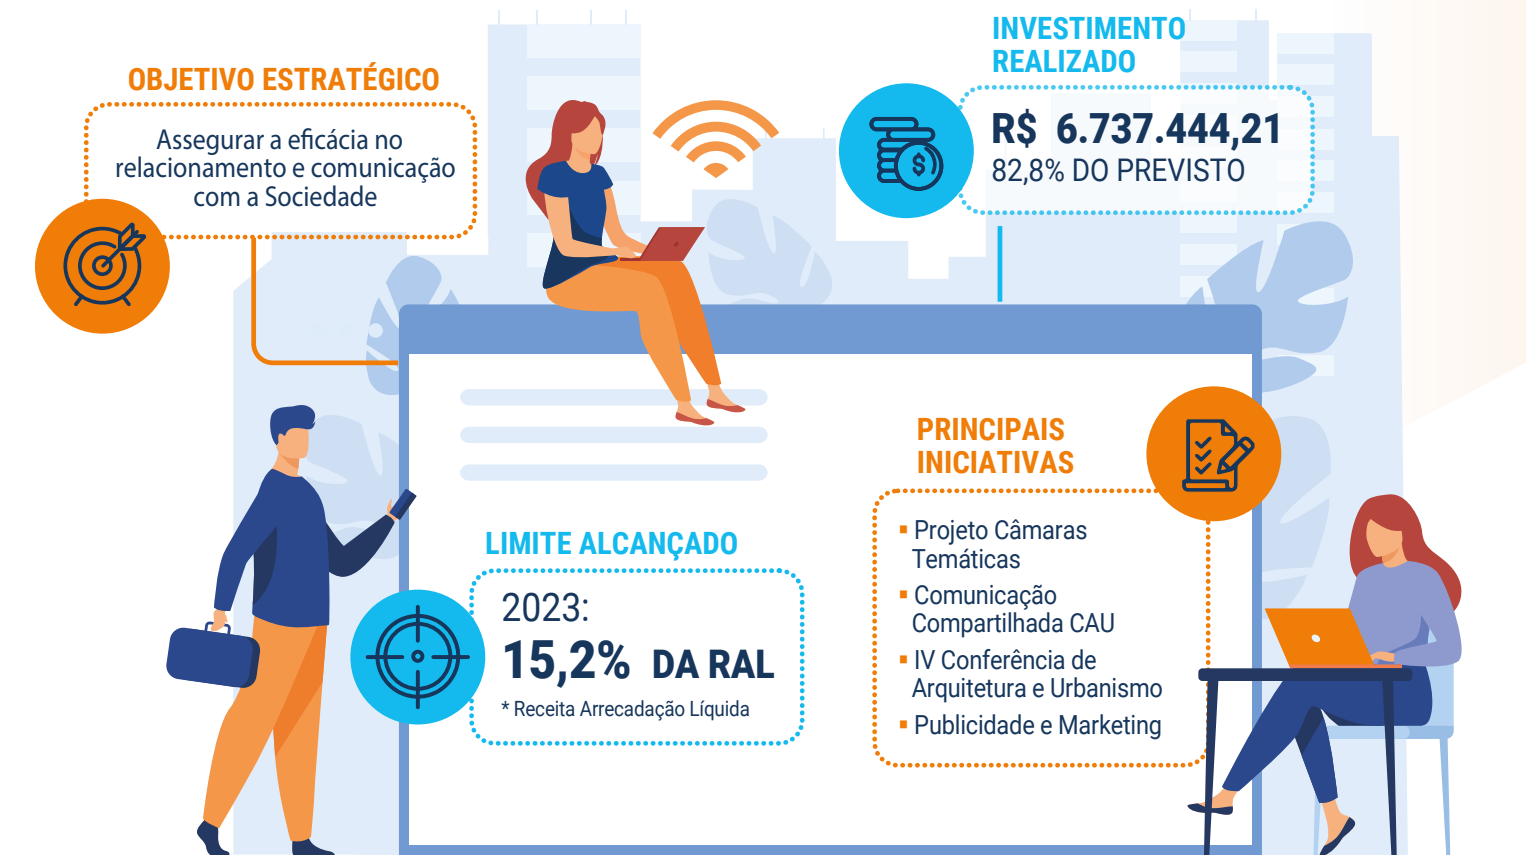 OBJETIVO ESTRATÉGICO
Assegurar a eficácia no
relacionamento e comunicação
com a Sociedade
INVESTIMENTO
REALIZADO
R$ 6.737.444,21
82,8% DO PREVISTO
LIMITE ALCANÇADO
2023:
15,2% DA RAL
* Receita Arrecadação Líquida
PRINCIPAIS
INICIATIVAS
▪ Projeto Câmaras
Temáticas
▪ Comunicação
Compartilhada CAU
▪ IV Conferência de
Arquitetura e Urbanismo
▪ Publicidade e Marketing